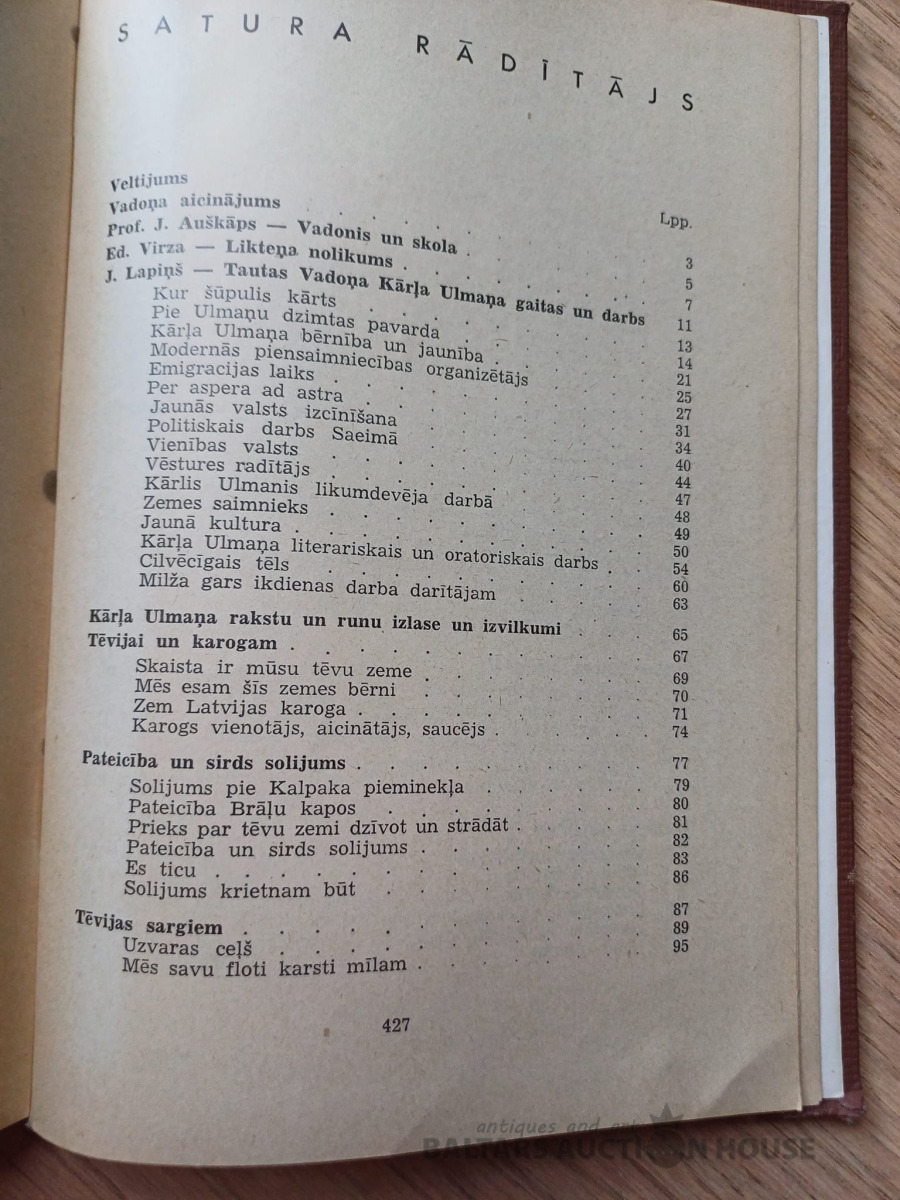 SATURA RĀDĪTĀJS
Lpp.
Veltijums
Vadoņa aicinājums . . . 3
Prof. J. Auškāps — Vadonis un skola . . . 5
Ed. Virza — Likteņa nolikums . . . 7
J. Lapiņš — Tautas Vadoņa Kārļa Ulmaņa gaitas un darbs 11
Kur šūpulis kārts . . . 13
Pie Ulmaņu dzimtas pavarda . . . 14
Kārļa Ulmaņa bērnība un jaunība . . . 21
Modernās piensaimniecības organizētājs . . . 25
Emigracijas laiks . . . 27
Per aspera ad astra . . . 31
Jaunās valsts izcīnīšana . . . 34
Politiskais darbs Saeimā . . . 40
Vienības valsts . . . 44
Vēstures radītājs . . . 47
Kārlis Ulmanis likumdevēja darbā . . . 48
Zemes saimnieks . . . 49
Jaunā kultura . . . 50
Kārļa Ulmaņa literariskais un oratoriskais darbs . . . 54
Cilvēcīgais tēls . . . 60
Milža gars ikdienas darba darītājam . . . 63
Kārļa Ulmaņa rakstu un runu izlase un izvilkumi . . . 65
Tēvijai un karogam . . . 67
Skaista ir mūsu tēvu zeme . . . 69
Mēs esam šīs zemes bērni . . . 70
Zem Latvijas karoga . . . 71
Karogs vienotājs, aicinātājs, saucējs . . . 74
Pateicība un sirds solijums . . . 77
Solijums pie Kalpaka pieminekļa . . . 79
Pateicība Brāļu kapos . . . 80
Prieks par tēvu zemi dzīvot un strādāt . . . 81
Pateicība un sirds solijums . . . 82
Es ticu . . . 83
Solijums krietnam būt . . . 86
Tēvijas sargiem . . . 87
Uzvaras ceļš . . . 89
Mēs savu floti karsti mīlam . . . 95
427
antiques and art
BALTARS AUCTION HOUSE